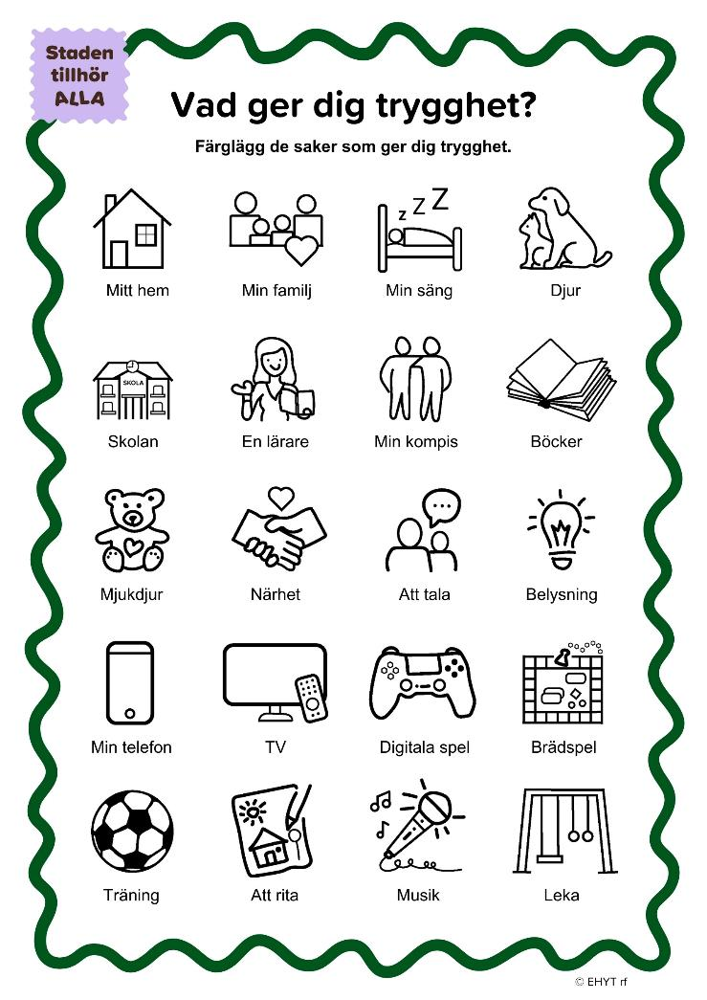 Staden
tillhör
ALLA
Vad ger dig trygghet?
Färglägg de saker som ger dig trygghet.
z Z Z
Mitt hem
Min familj
Min säng
Djur
SKOLA
Skolan
En lärare
Min kompis
Böcker
Mjukdjur
Närhet
Att tala
Belysning
Min telefon
TV
Digitala spel
Brädspel
Träning
Att rita
Musik
Leka
© EHYT rf